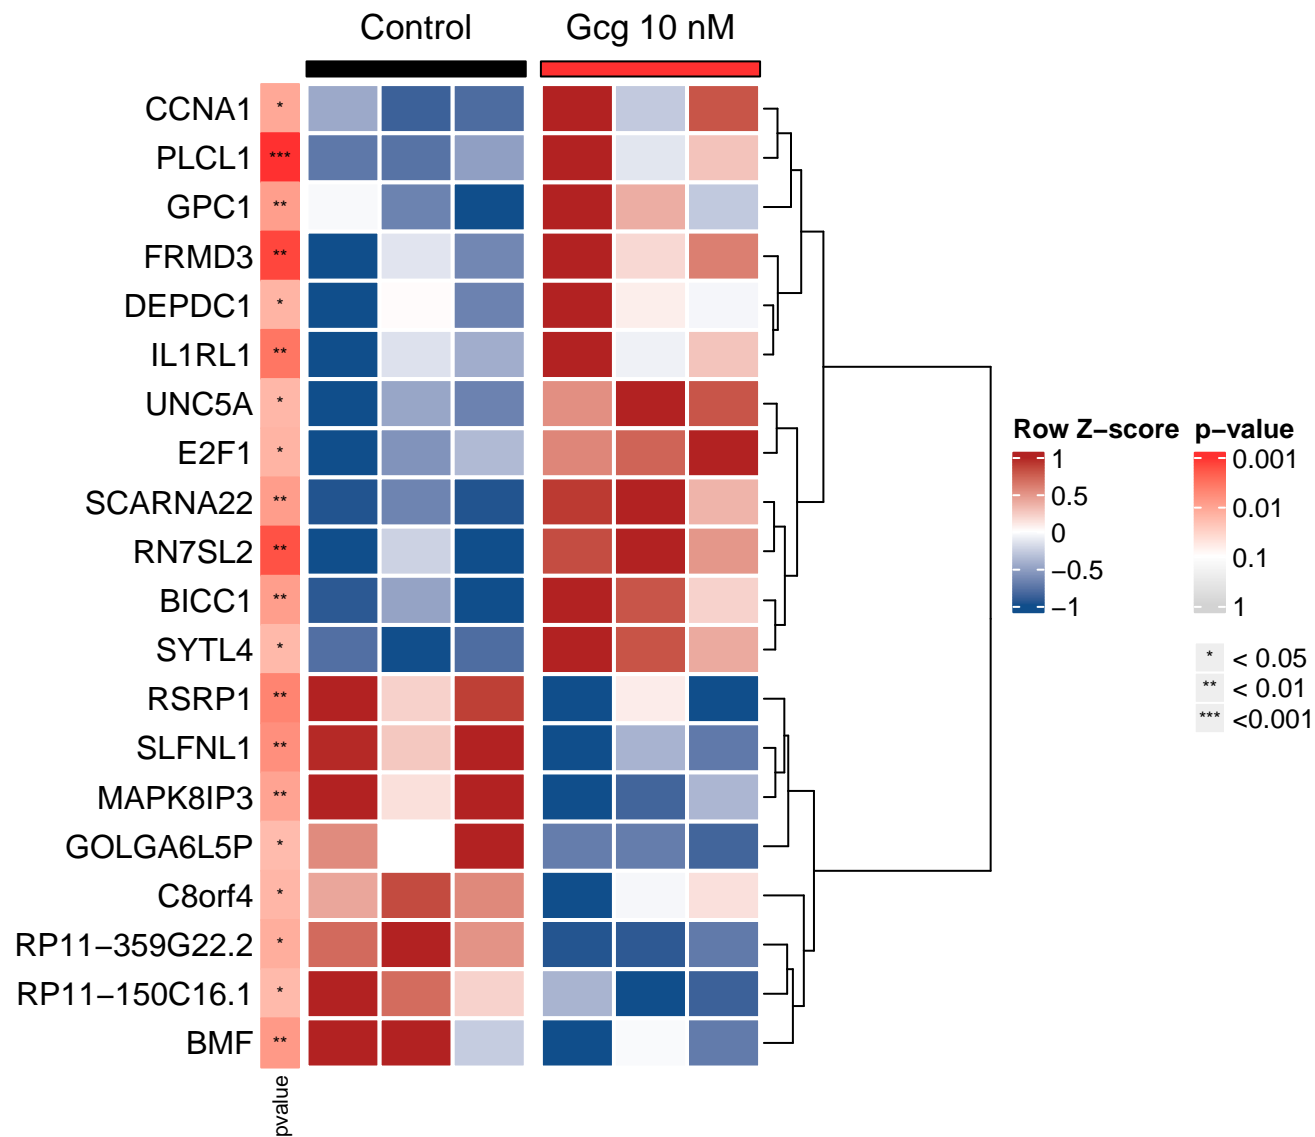 Control Gcg 10 nM
CCNA1 *
PLCL1 ***
GPC1 **
FRMD3 **
DEPDC1 *
IL1RL1 **
UNC5A *
E2F1 *
SCARNA22 **
RN7SL2 **
BICC1 **
SYTL4 *
RSRP1 **
SLFNL1 **
MAPK8IP3 **
GOLGA6L5P *
C8orf4 *
RP11−359G22.2 *
RP11−150C16.1 *
BMF **
pvalue
Row Z−score
1
0.5
0
−0.5
−1
p−value
0.001
0.01
0.1
1
* < 0.05
** < 0.01
*** <0.001